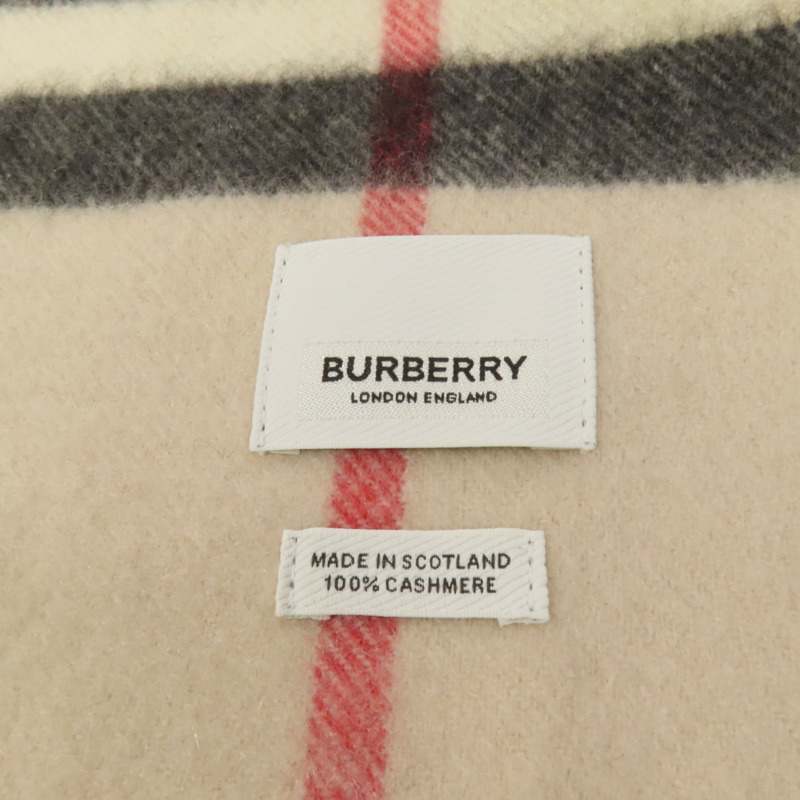 BURBERRY
LONDON ENGLAND
MADE IN SCOTLAND
100% CASHMERE